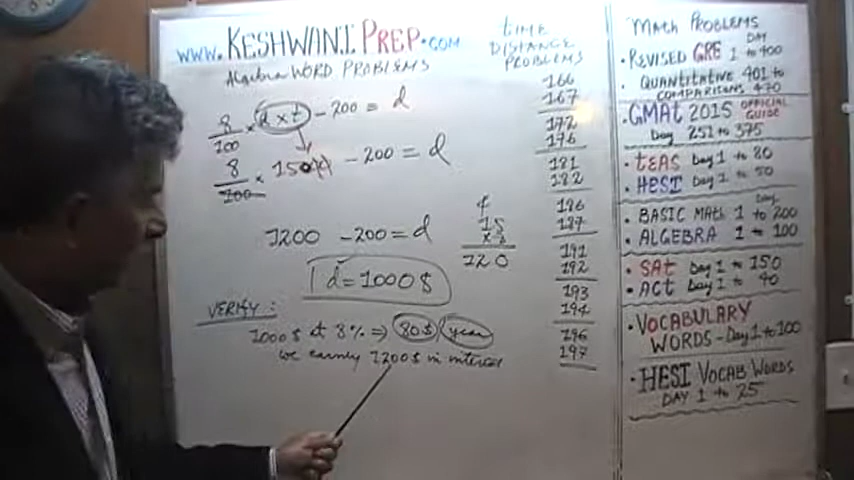 www.KESHWANI PREP.COM
Algebra WORD PROBLEMS
8/100 × d × t - 200 = d
8/100 × 150 - 200 = d
1200 - 200 = d
4
15
× 8
120
d = 1000 $
VERIFY :
1000 $ at 8% ⇒ 80 $ / year
we earning 1200 $ in interest
TIME
DISTANCE
PROBLEMS
166
167
172
176
181
182
186
187
191
192
193
194
196
197
MATH PROBLEMS
• REVISED GRE DAY 1 to 400
• QUANTITATIVE 401 to
COMPARISONS 470
• GMAT 2015 OFFICIAL GUIDE
Day 251 to 375
• TEAS Day 1 to 80
• HESI Day 1 to 50
• BASIC MATH Day 1 to 200
• ALGEBRA 1 to 100
• SAT Day 1 to 150
• ACT Day 1 to 40
• VOCABULARY
WORDS - Day 1 to 100
• HESI VOCAB WORDS
DAY 1 to 25